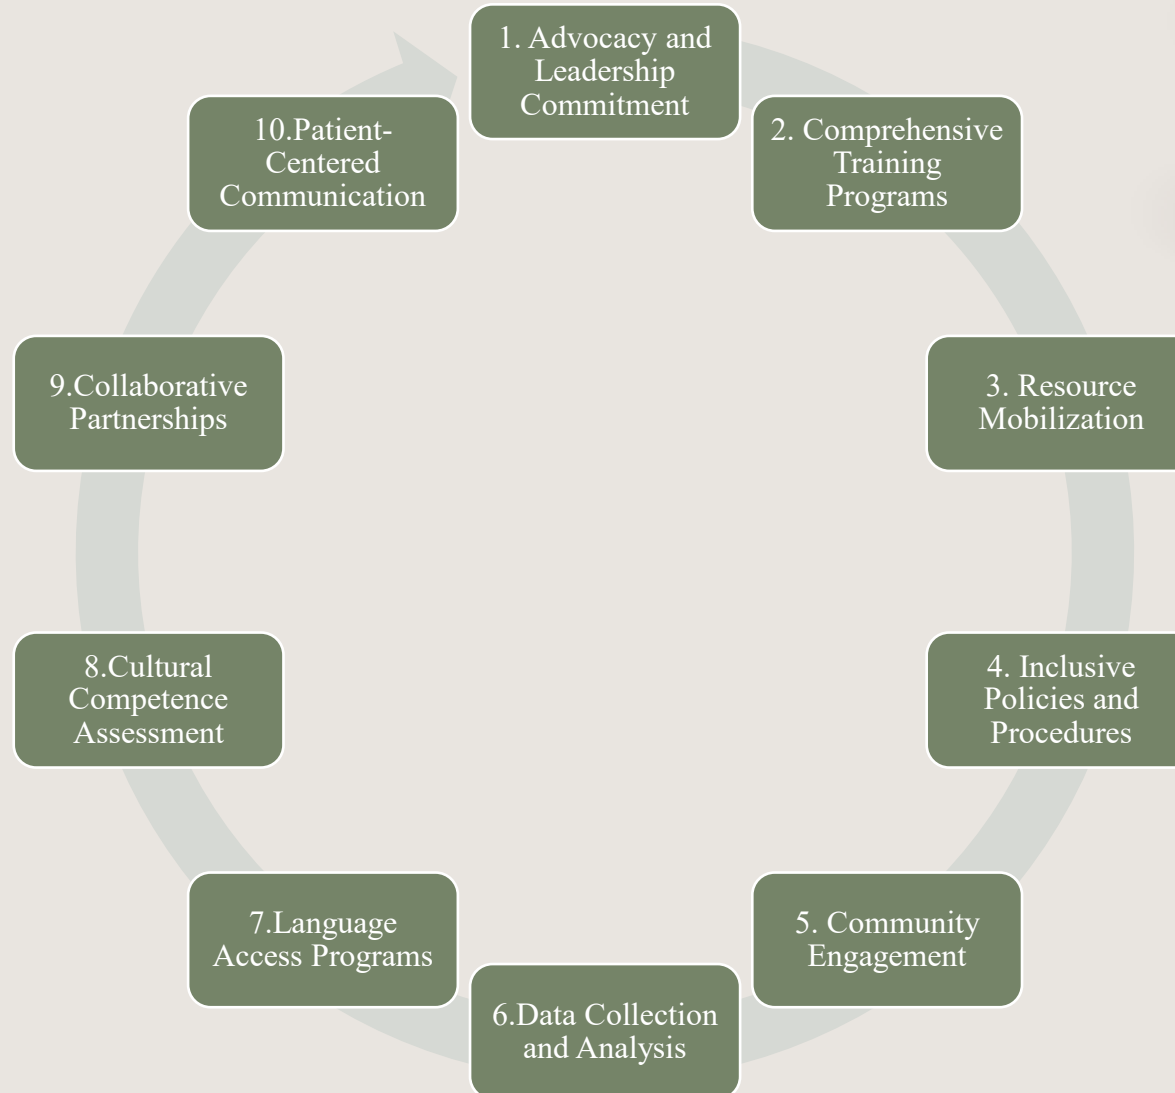 1. Advocacy and
Leadership
Commitment
2. Comprehensive
Training
Programs
3. Resource
Mobilization
4. Inclusive
Policies and
Procedures
5. Community
Engagement
6.Data Collection
and Analysis
7.Language
Access Programs
8.Cultural
Competence
Assessment
9.Collaborative
Partnerships
10.Patient-
Centered
Communication